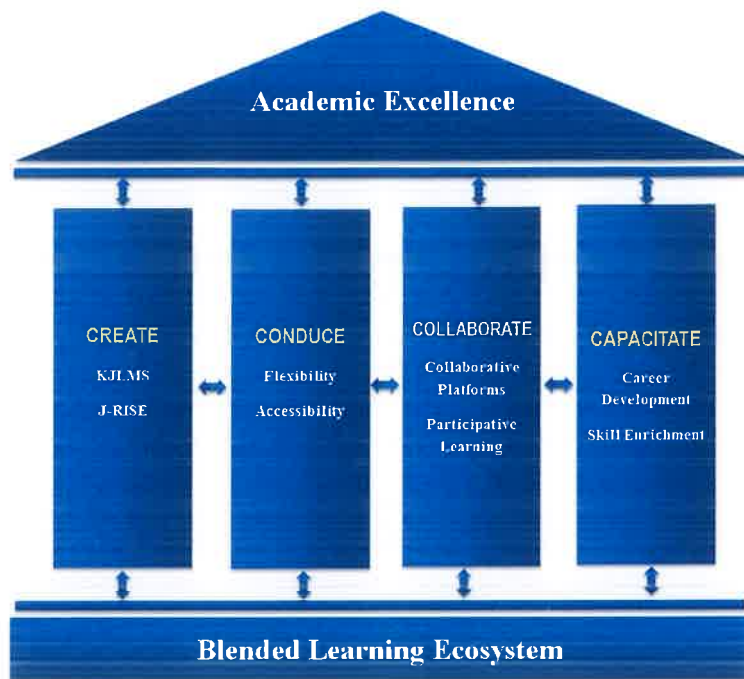 Academic Excellence
CREATE
KJLMS
J-RISE
CONDUCE
Flexibility
Accessibility
COLLABORATE
Collaborative
Platforms
Participative
Learning
CAPACITATE
Career
Development
Skill Enrichment
Blended Learning Ecosystem